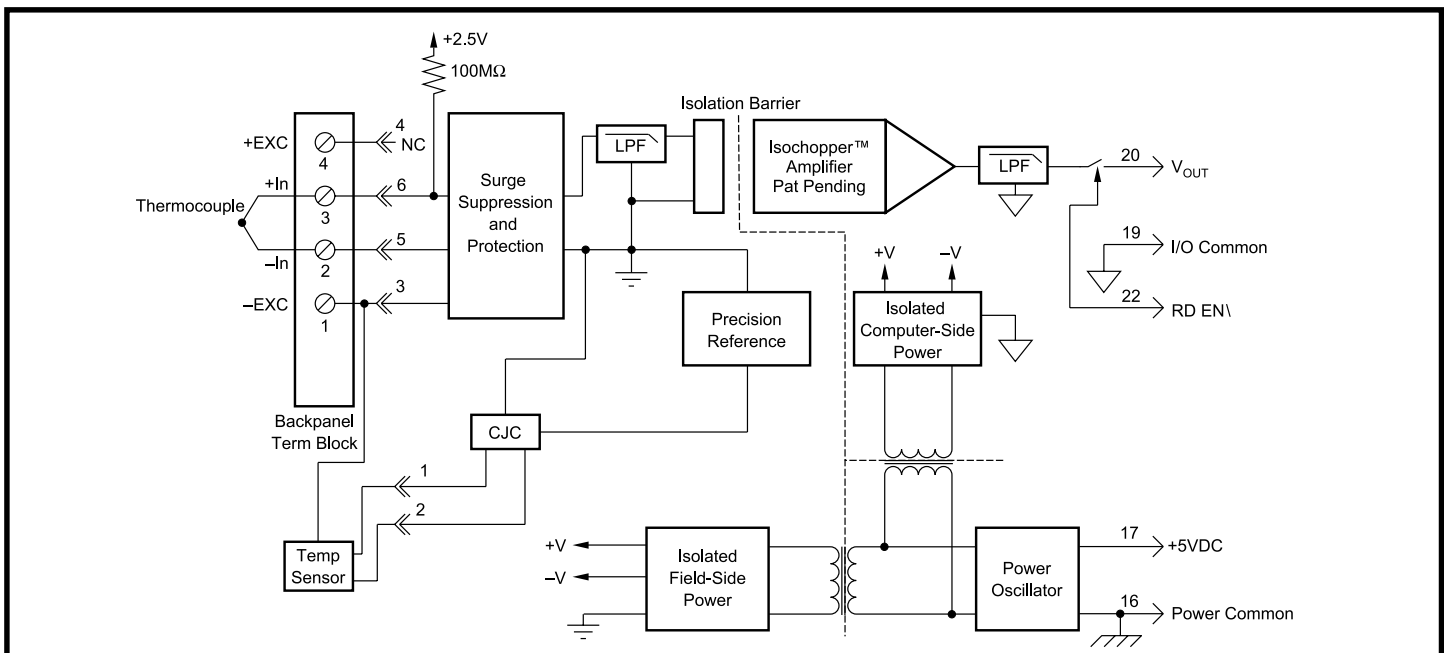 +2.5V
100MΩ
Isolation Barrier
+EXC
4
4
NC
LPF
Isochopper™
Amplifier
Pat Pending
LPF
20
V_OUT
+In
3
6
Thermocouple
Surge
Suppression
and
Protection
–In
2
5
19
I/O Common
+V
–V
–EXC
1
3
22
RD EN\
Precision
Reference
Isolated
Computer-Side
Power
Backpanel
Term Block
CJC
1
2
Temp
Sensor
+V
–V
Isolated
Field-Side
Power
Power
Oscillator
17
+5VDC
16
Power Common